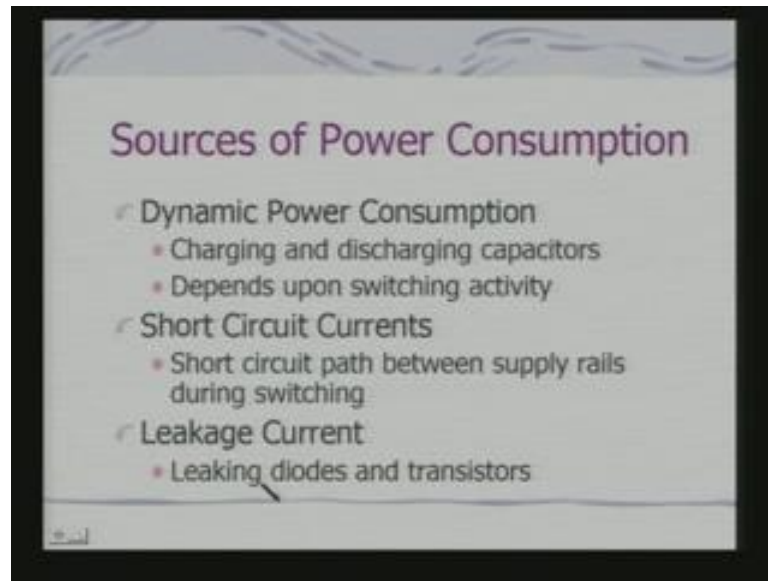 Sources of Power Consumption
Dynamic Power Consumption
Charging and discharging capacitors
Depends upon switching activity
Short Circuit Currents
Short circuit path between supply rails
during switching
Leakage Current
Leaking diodes and transistors